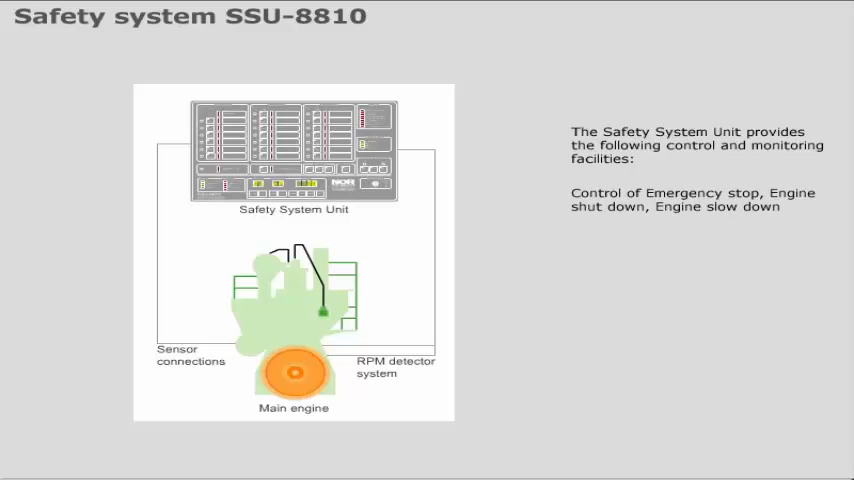 Safety system SSU-8810
The Safety System Unit provides
the following control and monitoring
facilities:
Control of Emergency stop, Engine
shut down, Engine slow down
NOR
Safety System Unit
Sensor
connections
RPM detector
system
Main engine